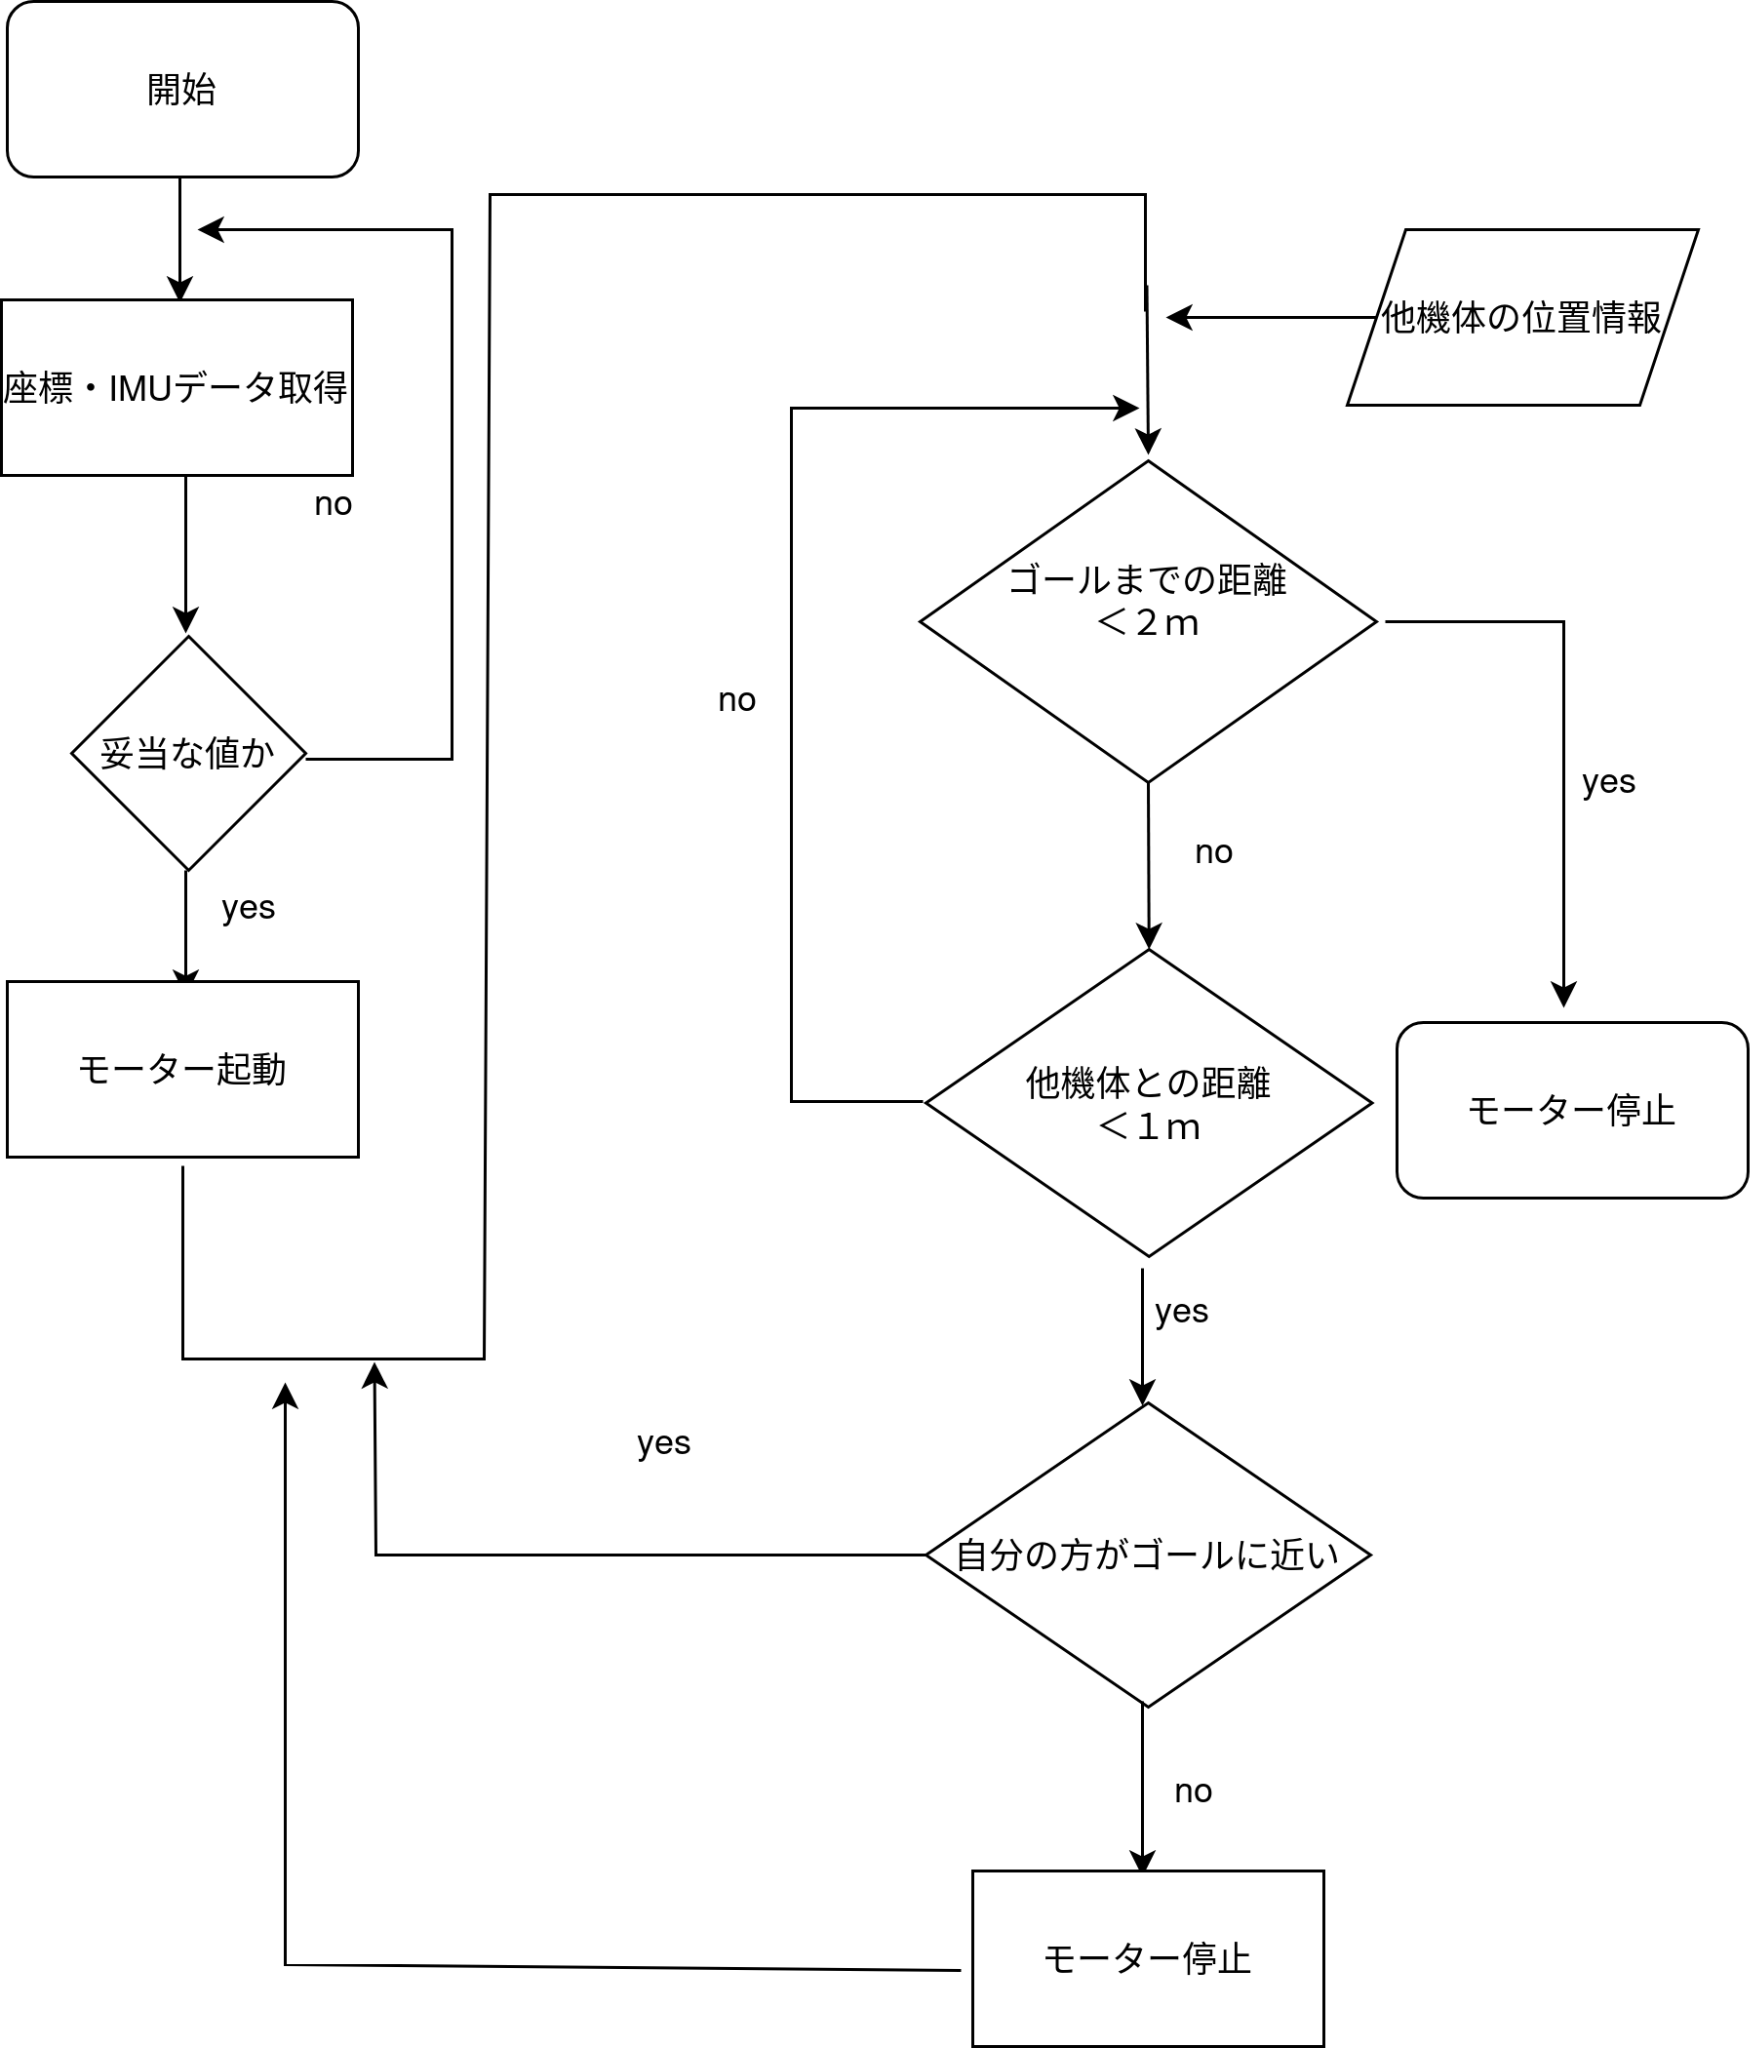 開始
座標・IMUデータ取得
no
妥当な値か
yes
モーター起動
他機体の位置情報
ゴールまでの距離
＜２ｍ
no
yes
no
他機体との距離
＜１ｍ
モーター停止
yes
yes
自分の方がゴールに近い
no
モーター停止